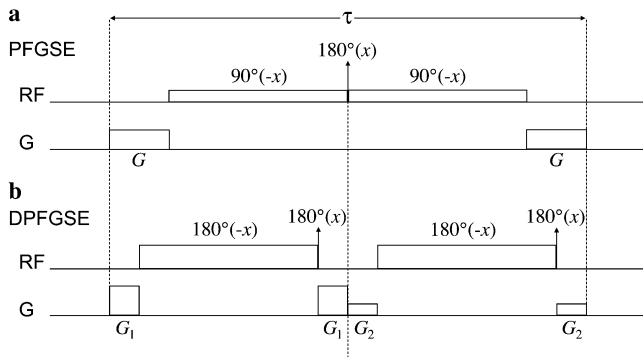 a
τ
PFGSE
180°(x)
90°(-x) 90°(-x)
RF
G
G G
b
DPFGSE
180°(x) 180°(x)
180°(-x) 180°(-x)
RF
G
G₁ G₁ G₂ G₂